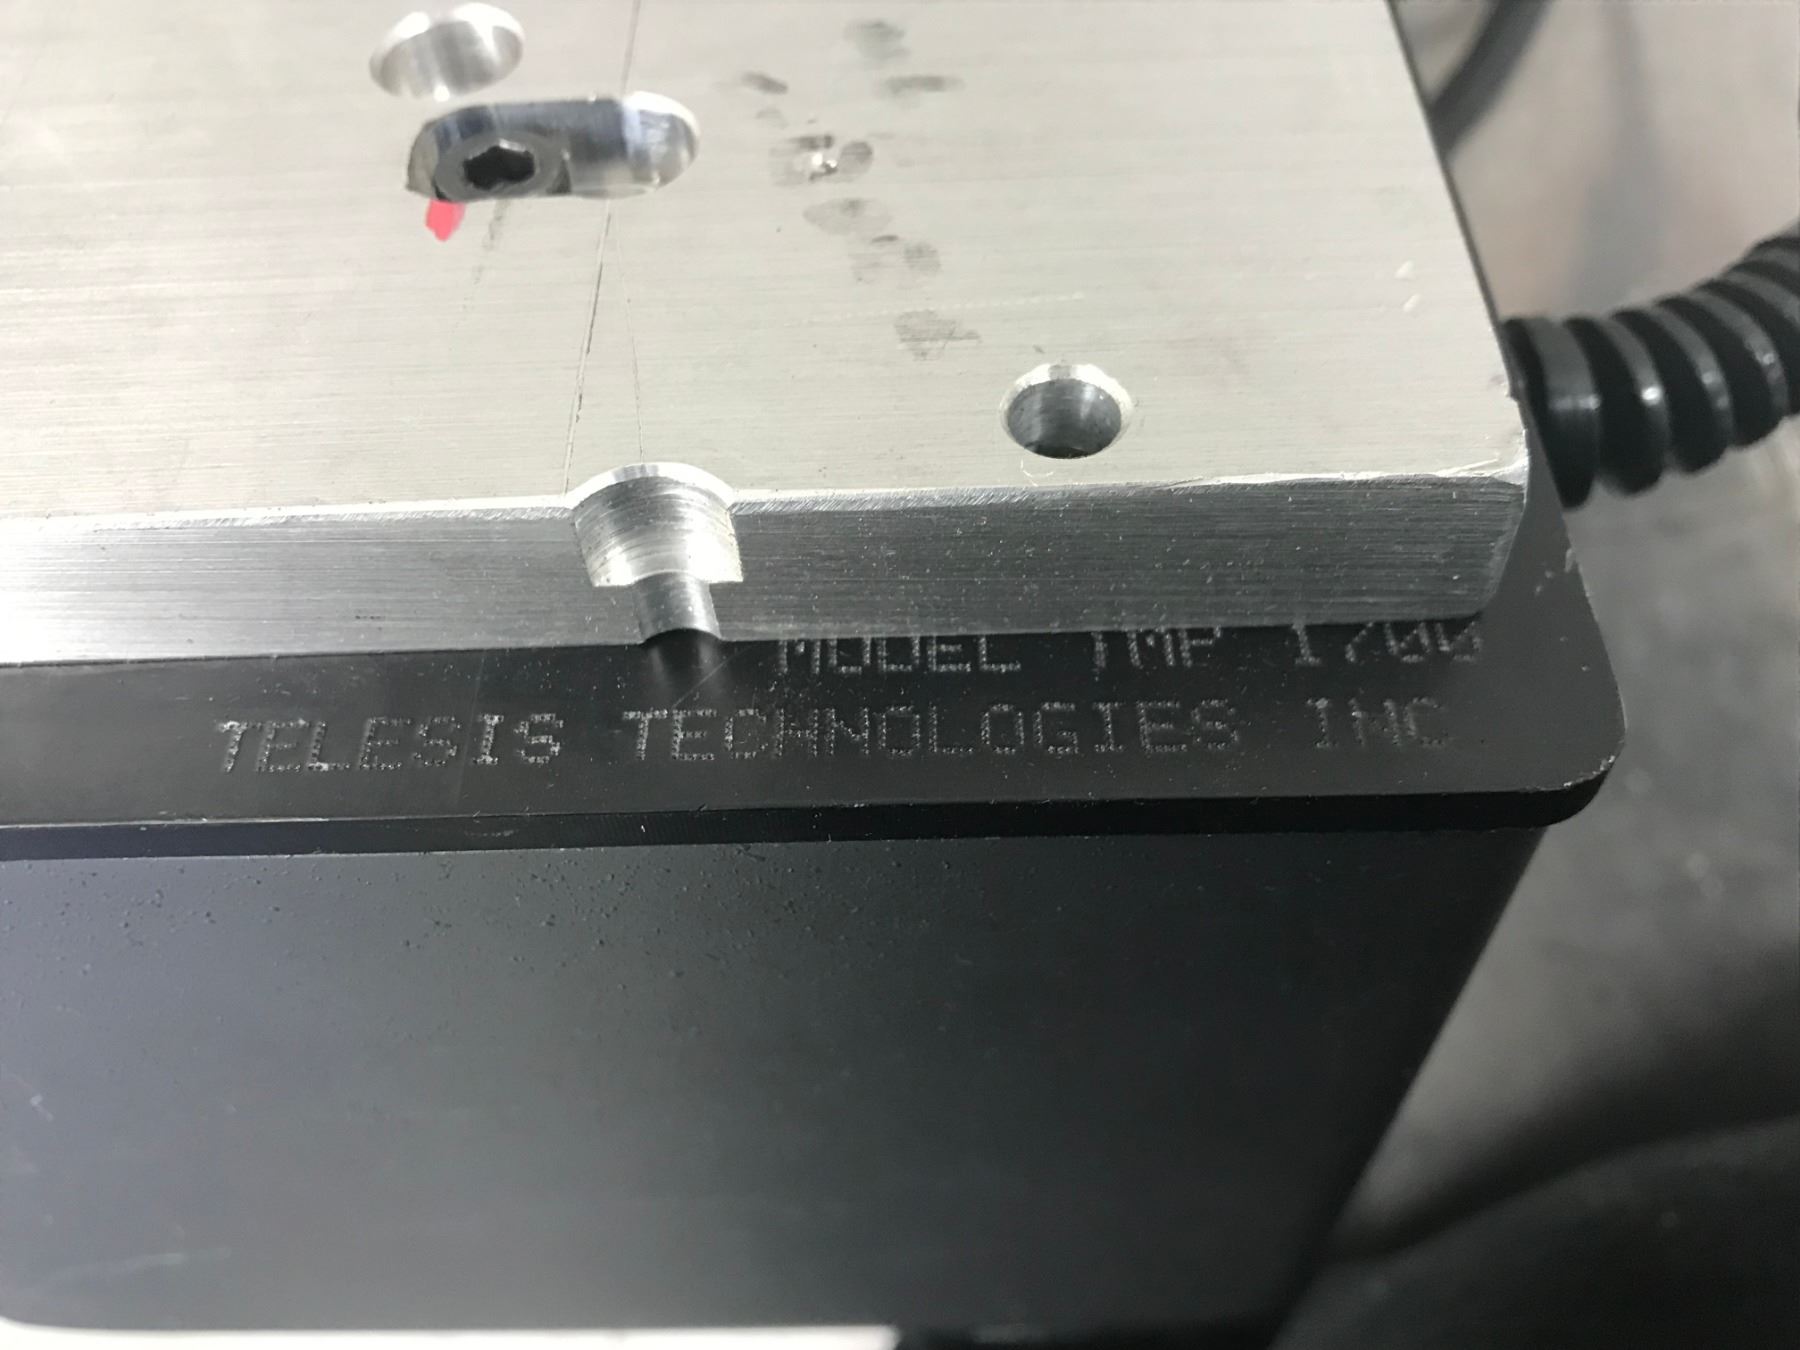 MODEL TMP 1700
TELESIS TECHNOLOGIES INC